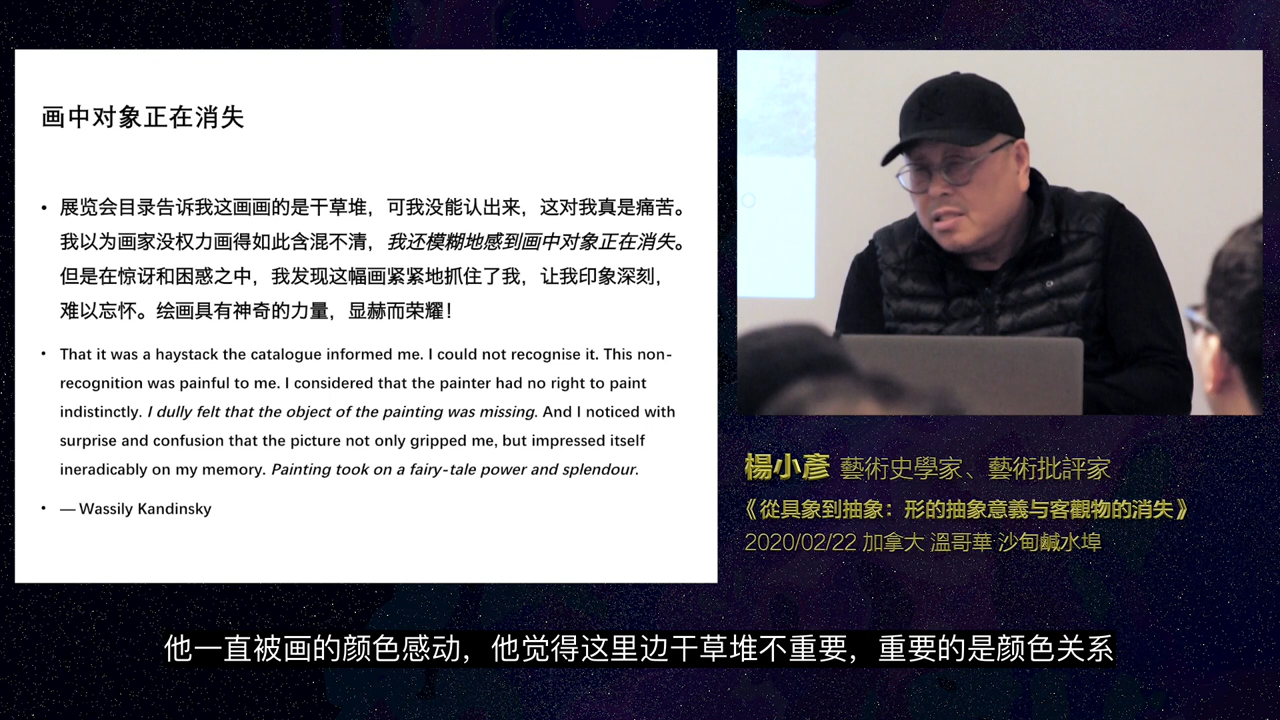 画中对象正在消失
• 展览会目录告诉我这画画的是干草堆，可我没能认出来，这对我真是痛苦。
我以为画家没权力画得如此含混不清，我还模糊地感到画中对象正在消失。
但是在惊讶和困惑之中，我发现这幅画紧紧地抓住了我，让我印象深刻，
难以忘怀。绘画具有神奇的力量，显赫而荣耀！
• That it was a haystack the catalogue informed me. I could not recognise it. This non-
recognition was painful to me. I considered that the painter had no right to paint
indistinctly. I dully felt that the object of the painting was missing. And I noticed with
surprise and confusion that the picture not only gripped me, but impressed itself
ineradicably on my memory. Painting took on a fairy-tale power and splendour.
• — Wassily Kandinsky
楊小彥 藝術史學家、藝術批評家
《從具象到抽象：形的抽象意義与客觀物的消失》
2020/02/22 加拿大 溫哥華 沙甸鹹水埠
他一直被画的颜色感动，他觉得这里边干草堆不重要，重要的是颜色关系